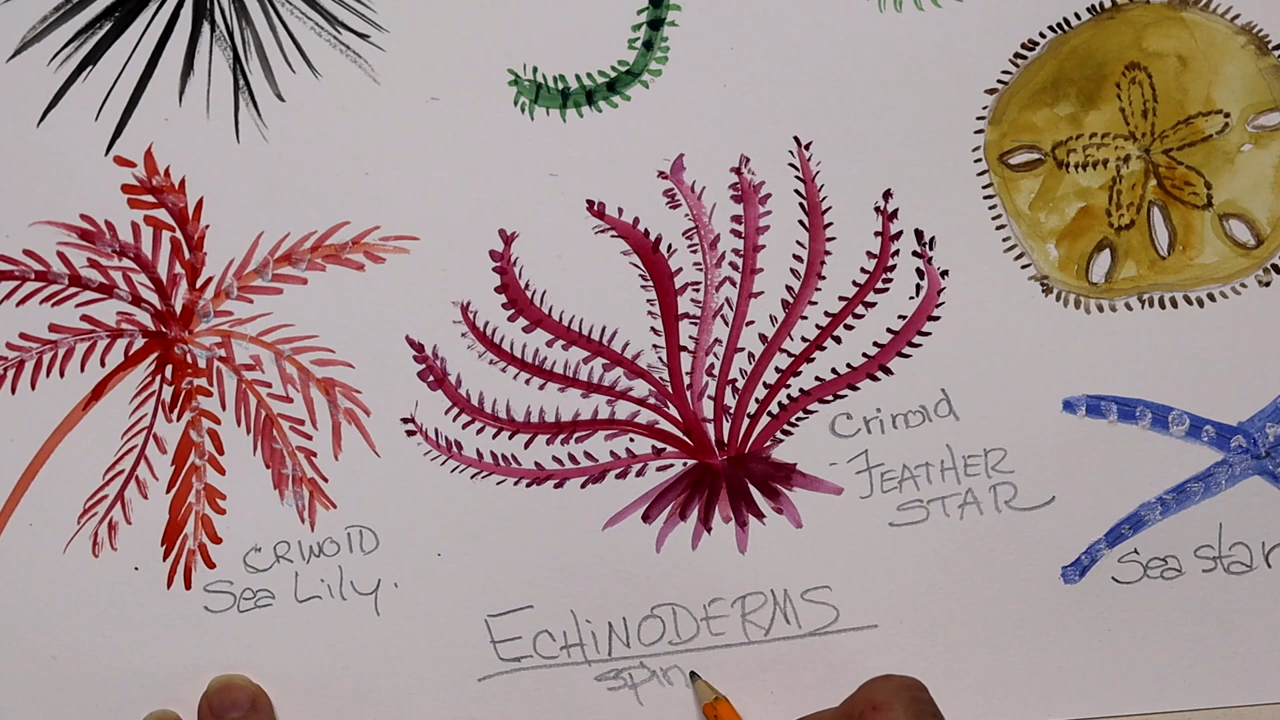 Crinoid
-FEATHER
STAR
CRINOID
Sea Lily.
Sea star
ECHINODERMS
spin